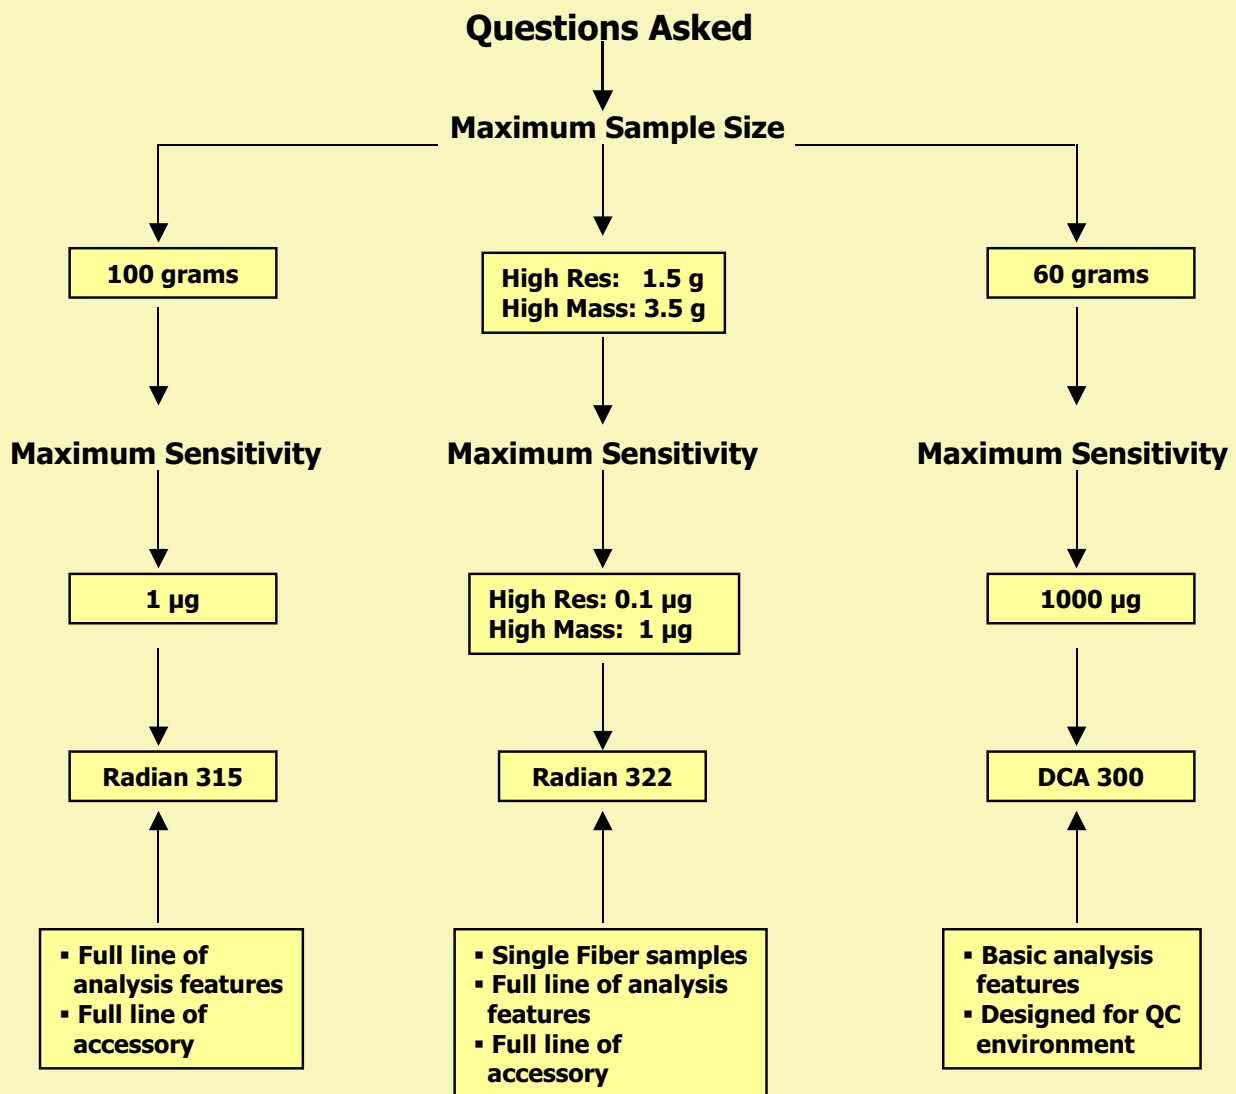 Questions Asked
Maximum Sample Size
100 grams
High Res: 1.5 g
High Mass: 3.5 g
60 grams
Maximum Sensitivity
Maximum Sensitivity
Maximum Sensitivity
1 µg
High Res: 0.1 µg
High Mass: 1 µg
1000 µg
Radian 315
Radian 322
DCA 300
▪ Full line of
analysis features
▪ Full line of
accessory
▪ Single Fiber samples
▪ Full line of analysis
features
▪ Full line of
accessory
▪ Basic analysis
features
▪ Designed for QC
environment